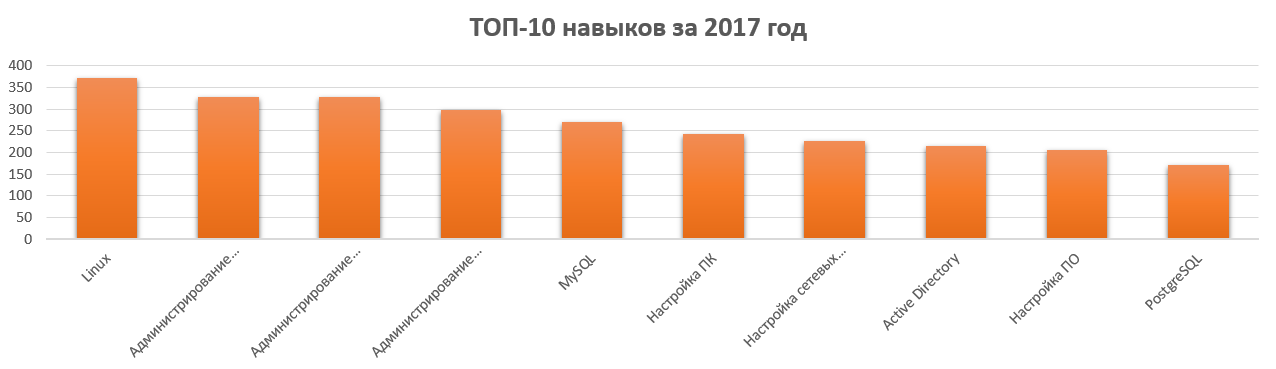 ТОП-10 навыков за 2017 год
400
350
300
250
200
150
100
50
0
Linux
Администрирование...
Администрирование...
Администрирование...
MySQL
Настройка ПК
Настройка сетевых...
Active Directory
Настройка ПО
PostgreSQL